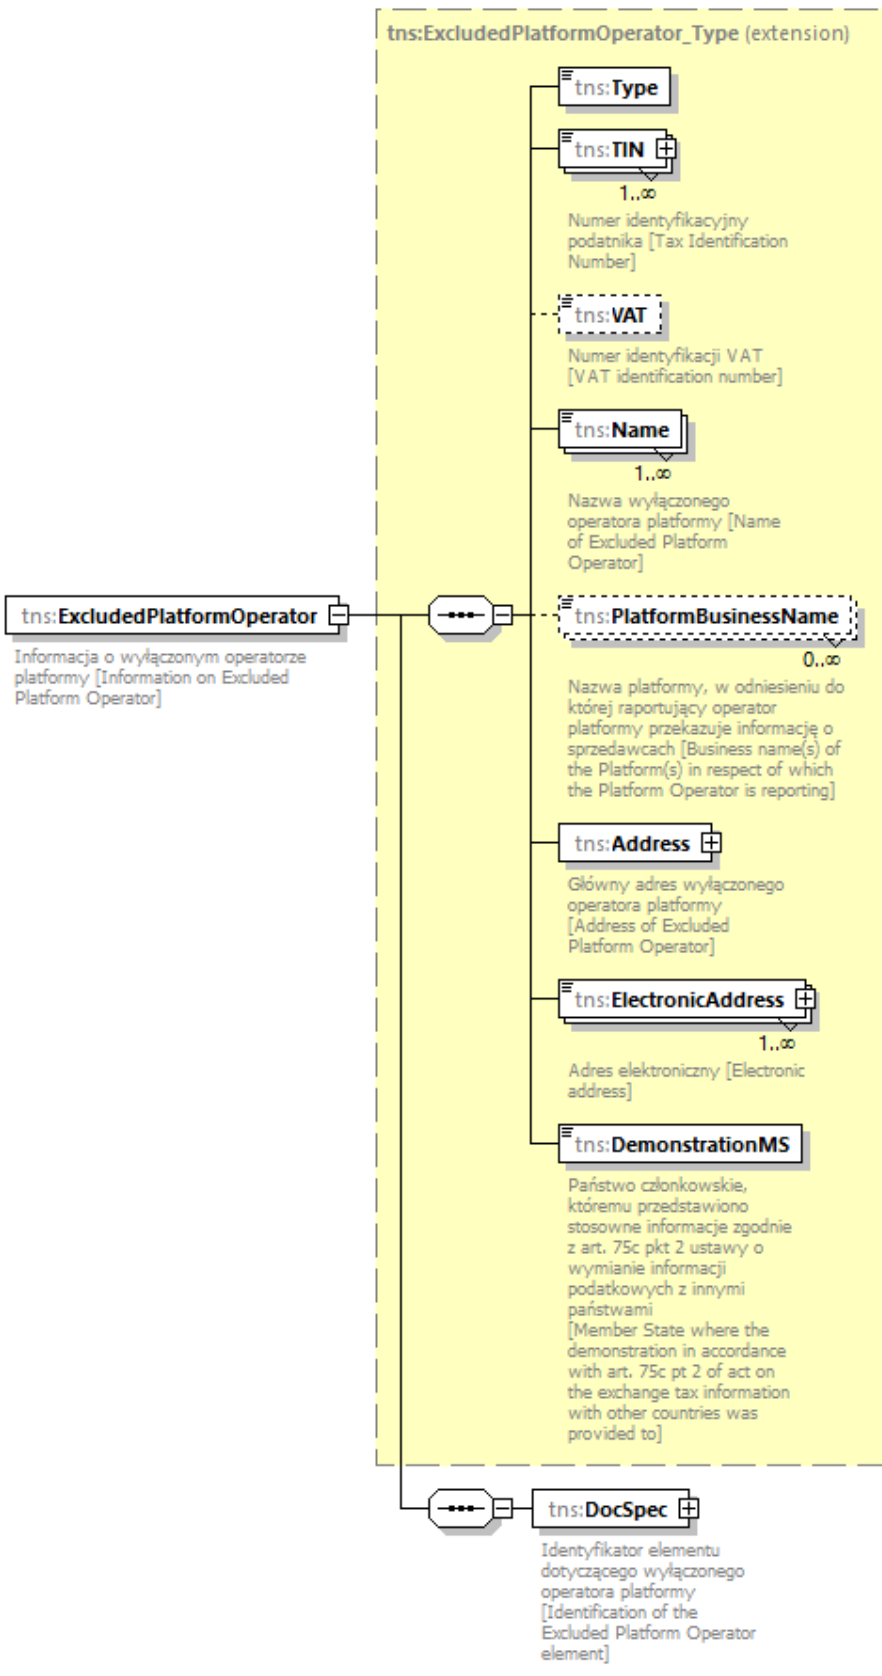 tns:ExcludedPlatformOperator_Type (extension)
tns:Type
tns:TIN
1..∞
Numer identyfikacyjny
podatnika [Tax Identification
Number]
tns:VAT
Numer identyfikacji VAT
[VAT identification number]
tns:Name
1..∞
Nazwa wyłączonego
operatora platformy [Name
of Excluded Platform
Operator]
tns:ExcludedPlatformOperator
Informacja o wyłączonym operatorze
platformy [Information on Excluded
Platform Operator]
tns:PlatformBusinessName
0..∞
Nazwa platformy, w odniesieniu do
której raportujący operator
platformy przekazuje informację o
sprzedawcach [Business name(s) of
the Platform(s) in respect of which
the Platform Operator is reporting]
tns:Address
Główny adres wyłączonego
operatora platformy
[Address of Excluded
Platform Operator]
tns:ElectronicAddress
1..∞
Adres elektroniczny [Electronic
address]
tns:DemonstrationMS
Państwo członkowskie,
któremu przedstawiono
stosowne informacje zgodnie
z art. 75c pkt 2 ustawy o
wymianie informacji
podatkowych z innymi
państwami
[Member State where the
demonstration in accordance
with art. 75c pt 2 of act on
the exchange tax information
with other countries was
provided to]
tns:DocSpec
Identyfikator elementu
dotyczącego wyłączonego
operatora platformy
[Identification of the
Excluded Platform Operator
element]